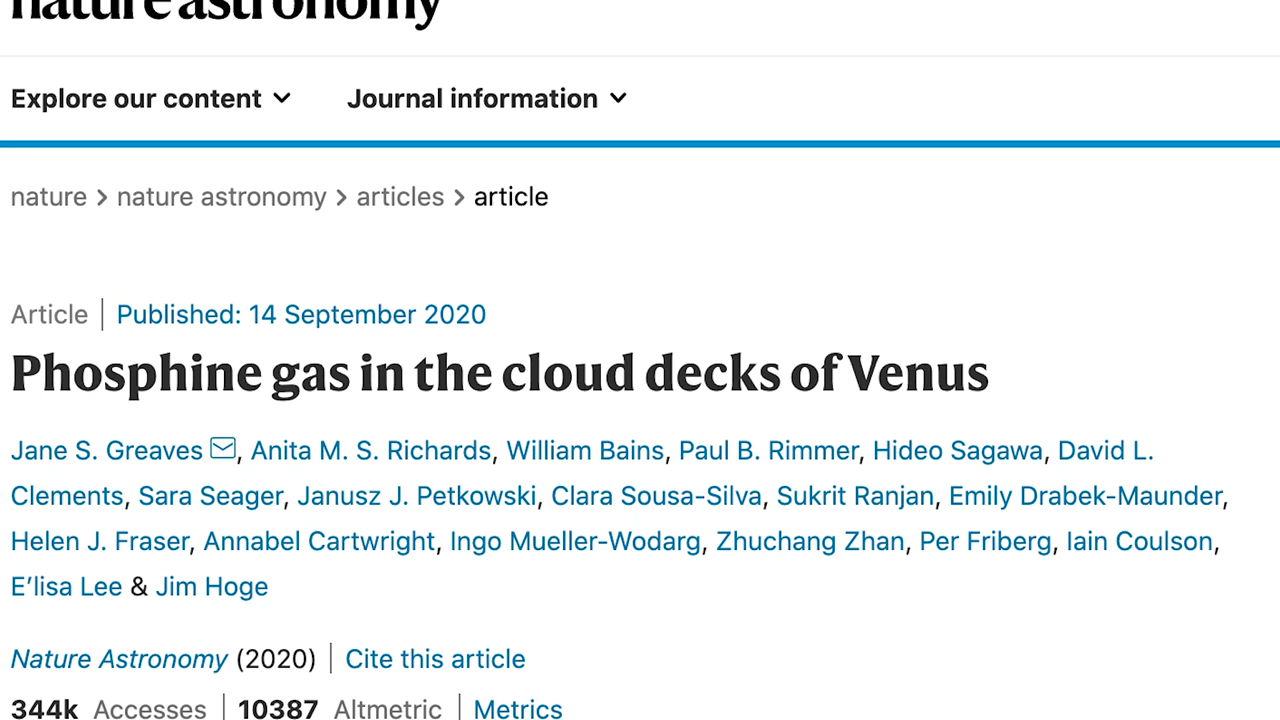 nature astronomy
Explore our content
Journal information
nature > nature astronomy > articles > article
Article | Published: 14 September 2020
Phosphine gas in the cloud decks of Venus
Jane S. Greaves, Anita M. S. Richards, William Bains, Paul B. Rimmer, Hideo Sagawa, David L.
Clements, Sara Seager, Janusz J. Petkowski, Clara Sousa-Silva, Sukrit Ranjan, Emily Drabek-Maunder,
Helen J. Fraser, Annabel Cartwright, Ingo Mueller-Wodarg, Zhuchang Zhan, Per Friberg, Iain Coulson,
E’lisa Lee & Jim Hoge
Nature Astronomy (2020) | Cite this article
344k Accesses | 10387 Altmetric | Metrics